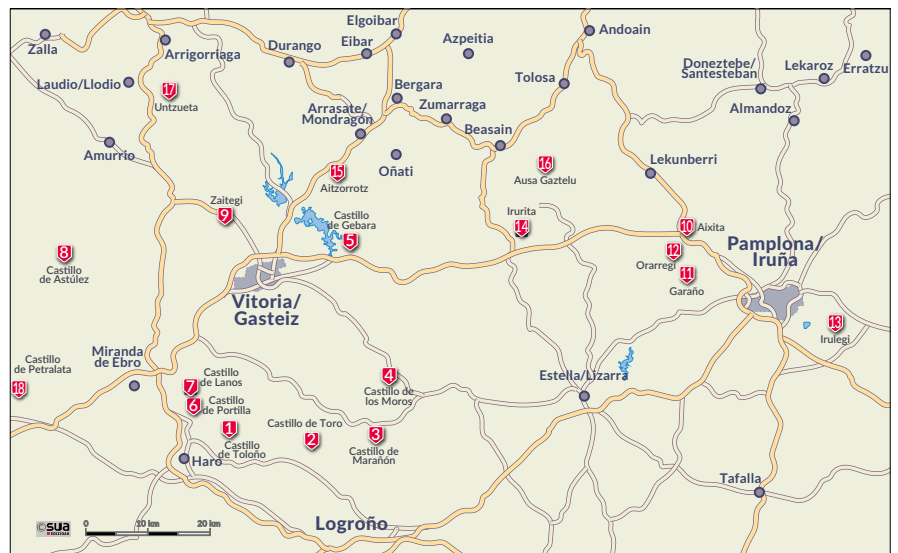 Elgoibar
Zalla
Arrigorriaga
Durango
Eibar
Azpeitia
Andoain
Doneztebe/
Santesteban
Lekaroz
Erratzu
Laudio/Llodio
17
Untzueta
Bergara
Tolosa
Arrasate/
Mondragón
Zumarraga
Almandoz
Beasain
Amurrio
Oñati
Lekunberri
15
Aitzorrotz
16
Ausa Gaztelu
Zaitegi
9
Castillo
de Gebara
5
Irurita
14
10
Aixita
8
Castillo
de Astúlez
12
Orarregi
11
Garaño
Pamplona/
Iruña
Vitoria/
Gasteiz
13
Irulegi
Castillo
de Petralata
18
Miranda
de Ebro
Castillo
de Lanos
7
6
Castillo
de Portilla
4
Castillo de
los Moros
Estella/Lizarra
1
Castillo
de Toloño
Castillo de Toro
2
3
Castillo de
Marañón
Haro
Tafalla
Logroño
©sua
EDIZIOAK
0
10 km
20 km